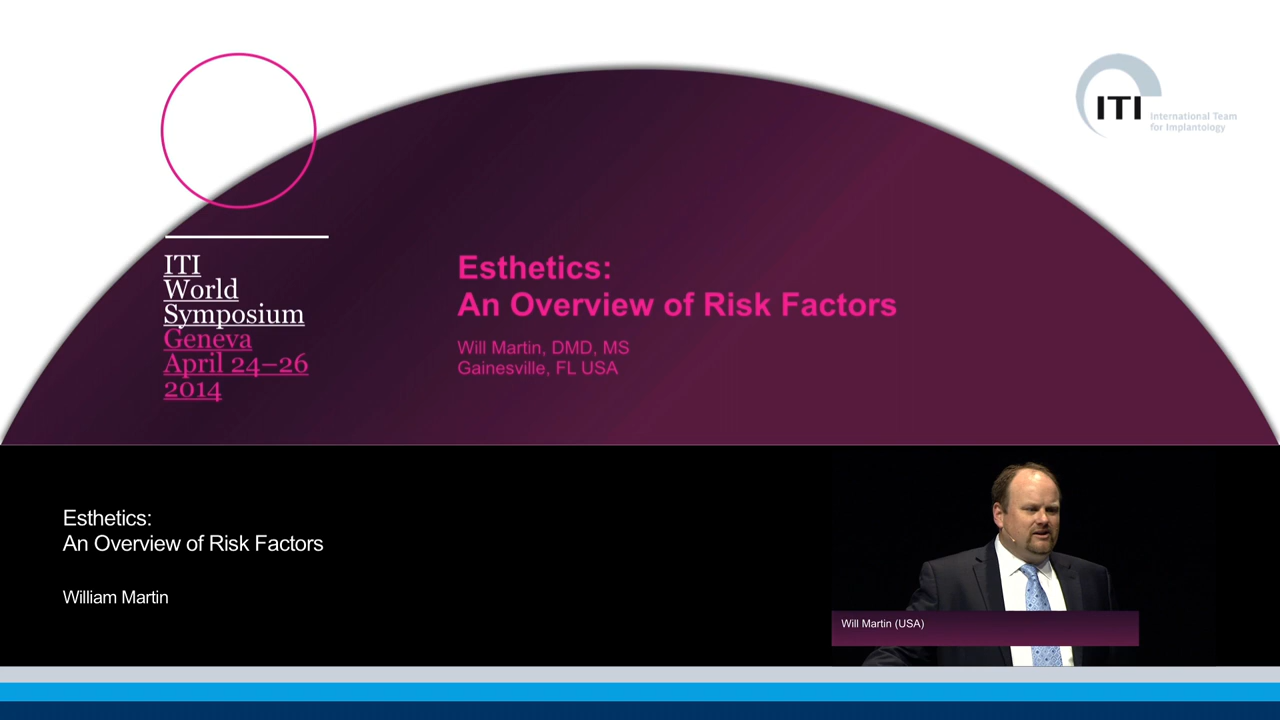 ITI
International Team
for Implantology
ITI
World
Symposium
Geneva
April 24–26
2014
Esthetics:
An Overview of Risk Factors
Will Martin, DMD, MS
Gainesville, FL USA
Esthetics:
An Overview of Risk Factors
William Martin
Will Martin (USA)